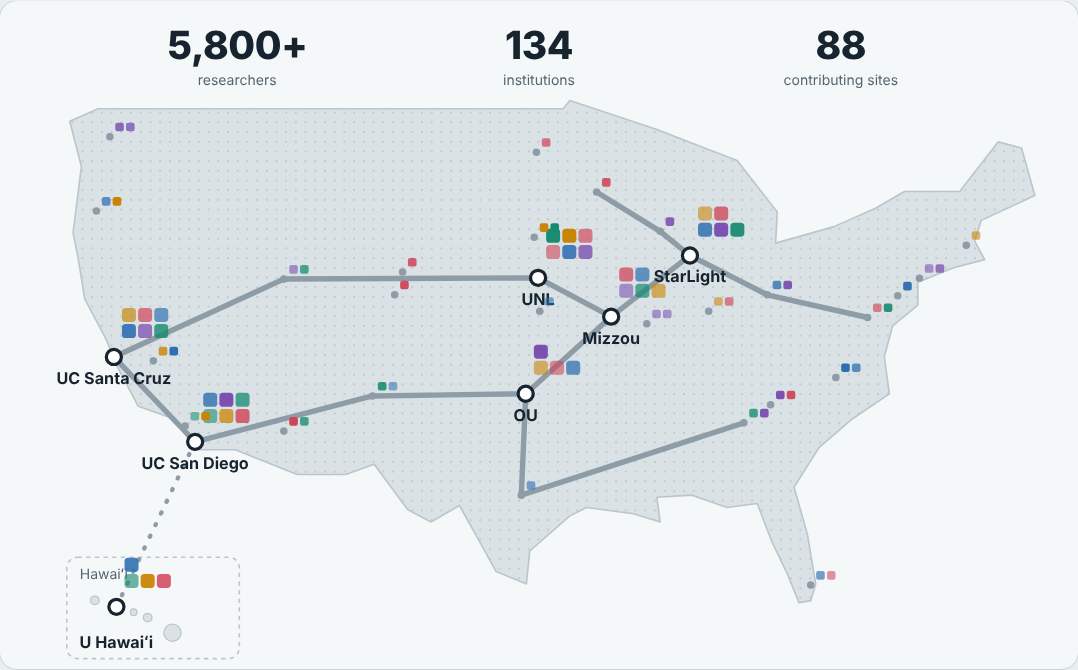 5,800+
researchers
134
institutions
88
contributing sites
StarLight
UNL
Mizzou
UC Santa Cruz
OU
UC San Diego
Hawaiʻi
U Hawaiʻi